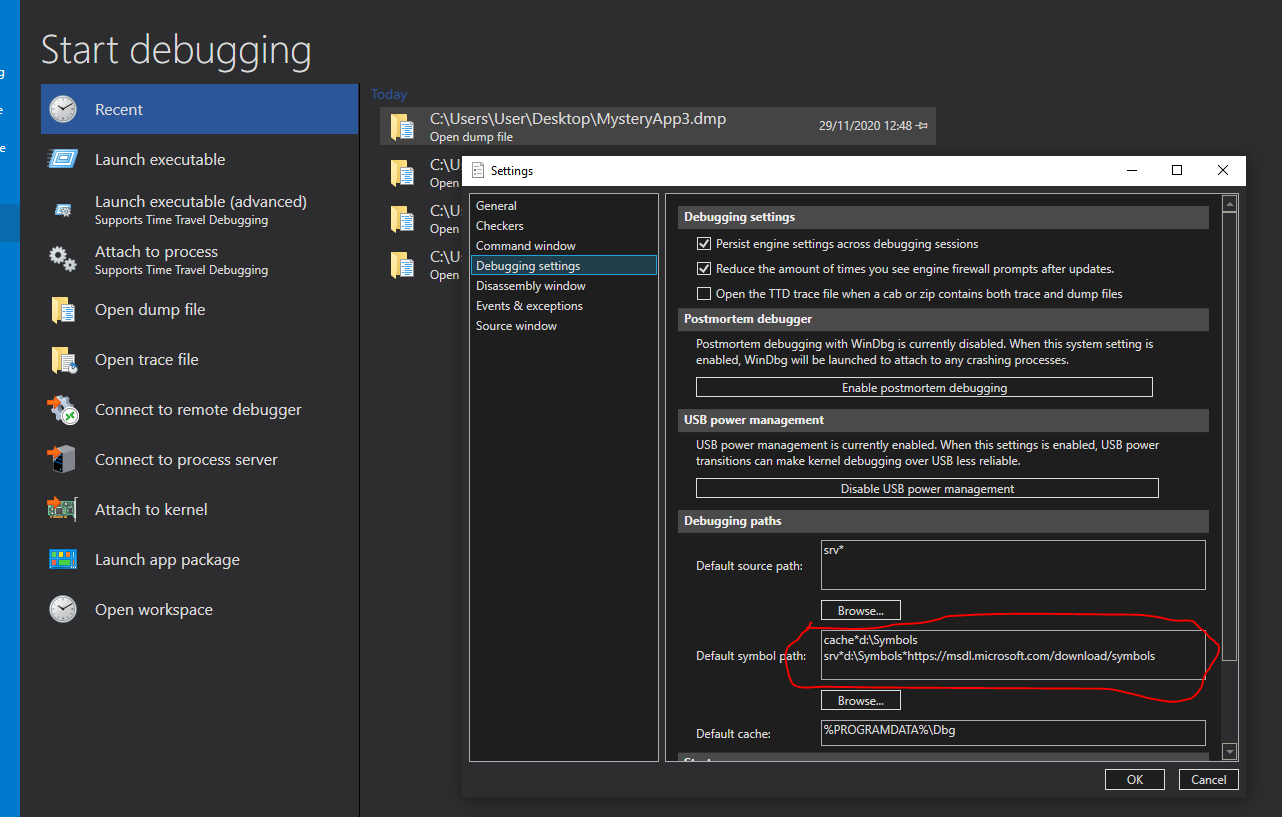 Start debugging
g
e
e
Recent
Launch executable
Launch executable (advanced)
Supports Time Travel Debugging
Attach to process
Supports Time Travel Debugging
Open dump file
Open trace file
Connect to remote debugger
Connect to process server
Attach to kernel
Launch app package
Open workspace
Today
C:\Users\User\Desktop\MysteryApp3.dmp
Open dump file
29/11/2020 12:48
C:\U
Open
C:\U
Open
C:\U
Open
Settings
General
Checkers
Command window
Debugging settings
Disassembly window
Events & exceptions
Source window
Debugging settings
Persist engine settings across debugging sessions
Reduce the amount of times you see engine firewall prompts after updates.
Open the TTD trace file when a cab or zip contains both trace and dump files
Postmortem debugger
Postmortem debugging with WinDbg is currently disabled. When this system setting is
enabled, WinDbg will be launched to attach to any crashing processes.
Enable postmortem debugging
USB power management
USB power management is currently enabled. When this settings is enabled, USB power
transitions can make kernel debugging over USB less reliable.
Disable USB power management
Debugging paths
Default source path:
srv*
Browse...
Default symbol path:
cache*d:\Symbols
srv*d:\Symbols*https://msdl.microsoft.com/download/symbols
Browse...
Default cache:
%PROGRAMDATA%\Dbg
OK
Cancel